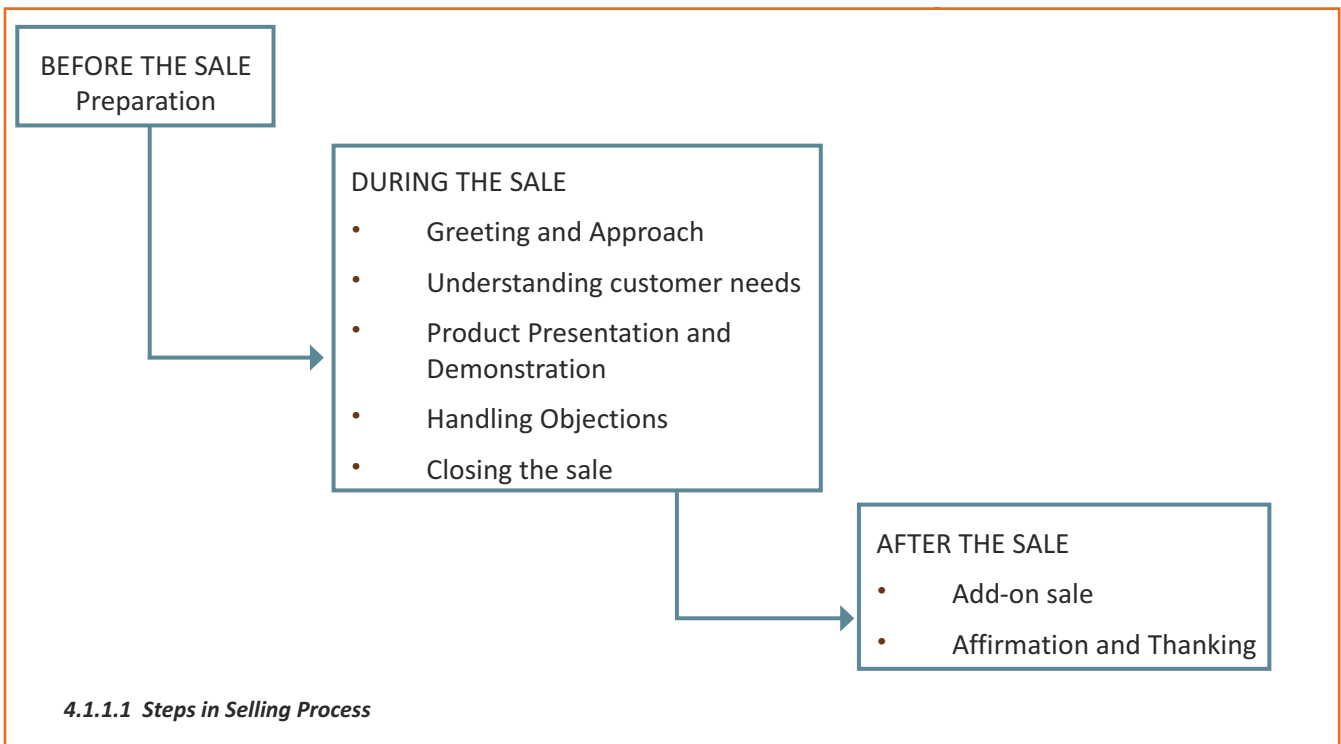 BEFORE THE SALE
Preparation
DURING THE SALE
• Greeting and Approach
• Understanding customer needs
• Product Presentation and
Demonstration
• Handling Objections
• Closing the sale
AFTER THE SALE
• Add-on sale
• Affirmation and Thanking
4.1.1.1 Steps in Selling Process